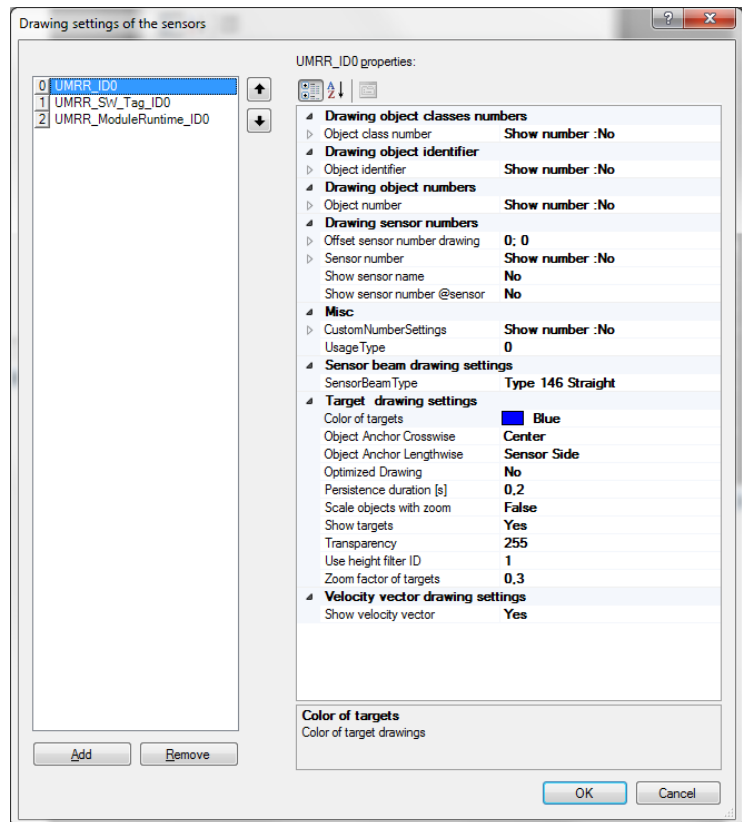 Drawing settings of the sensors
UMRR_ID0 properties:
0 UMRR_ID0
1 UMRR_SW_Tag_ID0
2 UMRR_ModuleRuntime_ID0
Drawing object classes numbers
Object class number Show number :No
Drawing object identifier
Object identifier Show number :No
Drawing object numbers
Object number Show number :No
Drawing sensor numbers
Offset sensor number drawing 0; 0
Sensor number Show number :No
Show sensor name No
Show sensor number @sensor No
Misc
CustomNumberSettings Show number :No
UsageType 0
Sensor beam drawing settings
SensorBeamType Type 146 Straight
Target drawing settings
Color of targets Blue
Object Anchor Crosswise Center
Object Anchor Lengthwise Sensor Side
Optimized Drawing No
Persistence duration [s] 0,2
Scale objects with zoom False
Show targets Yes
Transparency 255
Use height filter ID 1
Zoom factor of targets 0,3
Velocity vector drawing settings
Show velocity vector Yes
Color of targets
Color of target drawings
Add Remove
OK Cancel